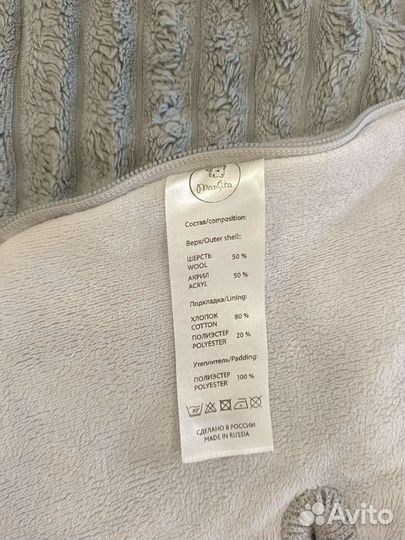 MamSita
Состав/composition:
Верх/Outer shell:
ШЕРСТЬ 50 %
WOOL
АКРИЛ 50 %
ACRYL
Подкладка/Lining:
ХЛОПОК 80 %
COTTON
ПОЛИЭСТЕР 20 %
POLYESTER
Утеплитель/Padding:
ПОЛИЭСТЕР 100 %
POLYESTER
СДЕЛАНО В РОССИИ
MADE IN RUSSIA
Avito